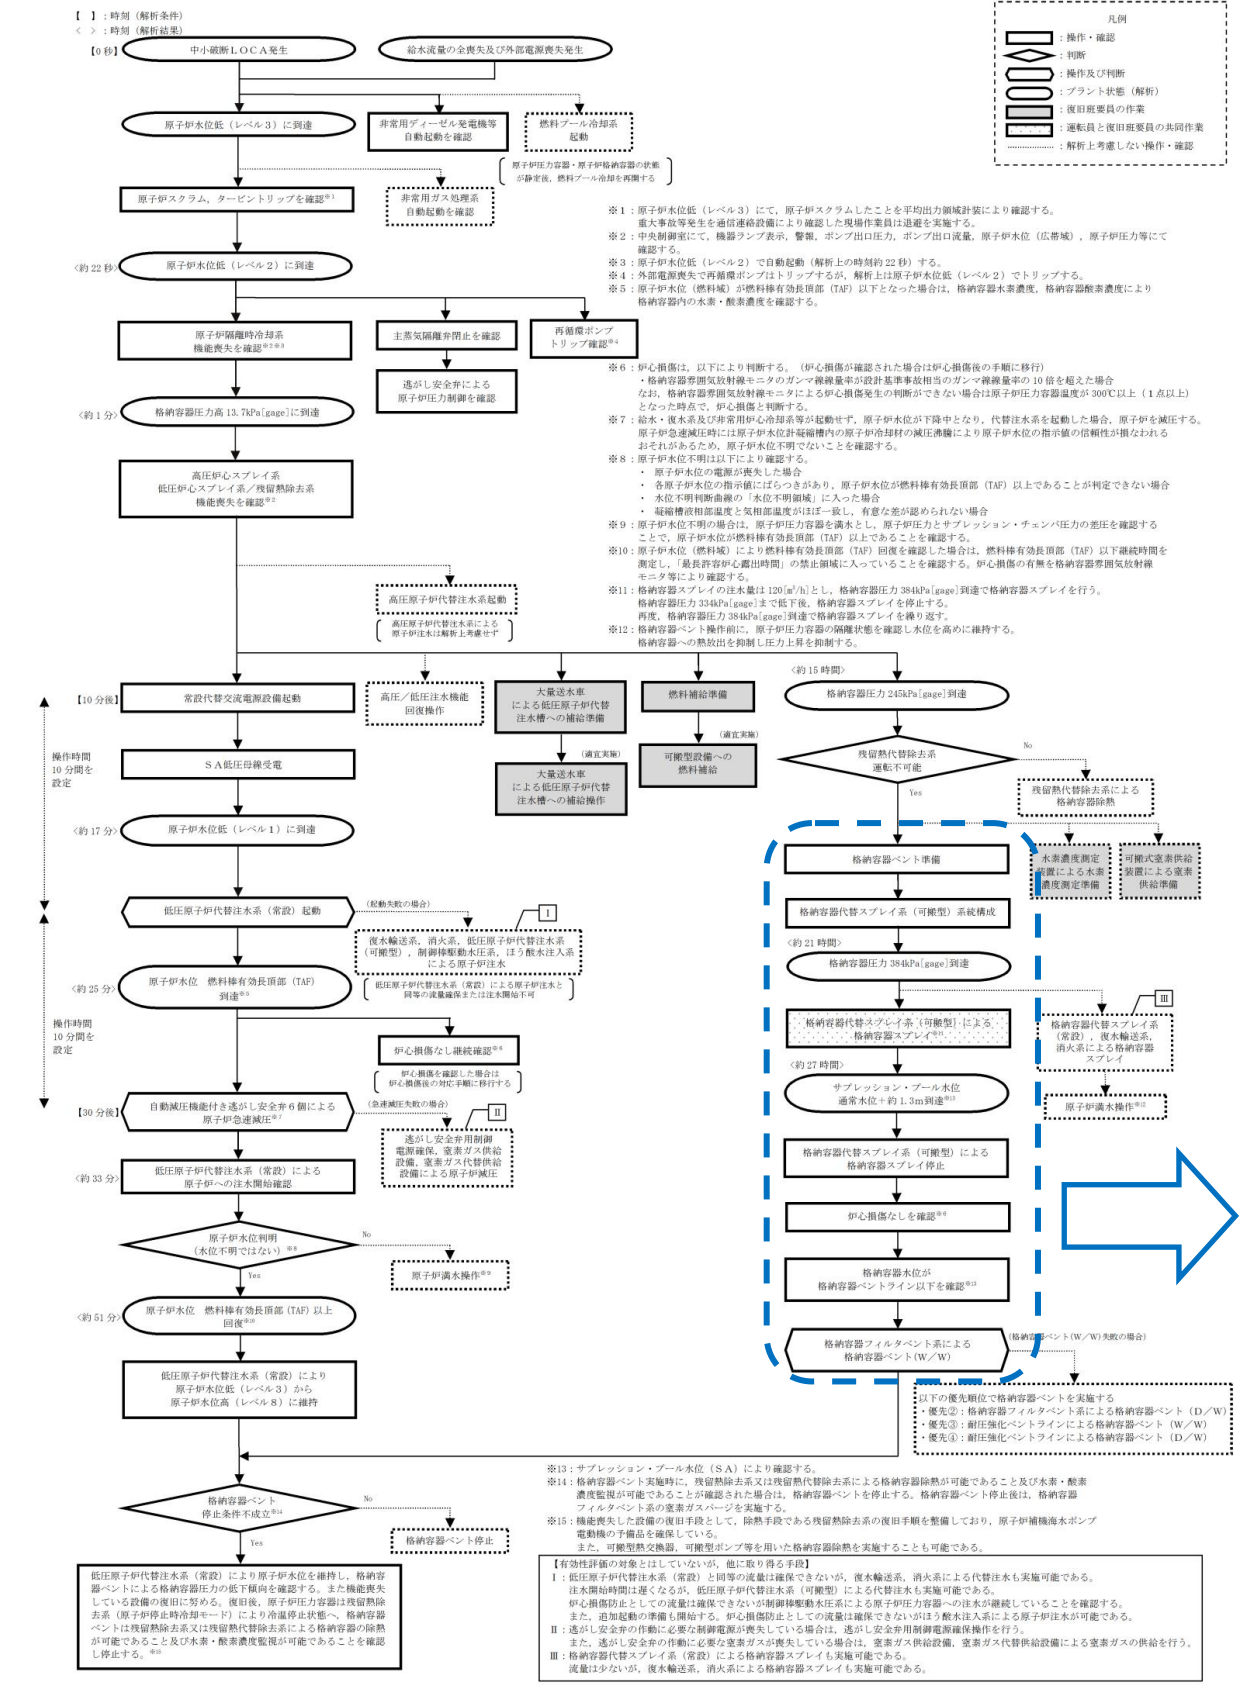 【　】：時刻（解析条件）
＜　＞：時刻（解析結果）
凡例
：操作・確認
：判断
：操作及び判断
：プラント状態（解析）
：復旧班要員の作業
：運転員と復旧班要員の共同作業
：解析上考慮しない操作・確認
【0 秒】
中小破断ＬＯＣＡ発生
給水流量の全喪失及び外部電源喪失発生
原子炉水位低（レベル３）に到達
非常用ディーゼル発電機等
自動起動を確認
燃料プール冷却系
起動
原子炉圧力容器・原子炉格納容器の状態
が静定後，燃料プール冷却を再開する
原子炉スクラム，タービントリップを確認※1
非常用ガス処理系
自動起動を確認
〈約 22 秒〉
原子炉水位低（レベル２）に到達
原子炉隔離時冷却系
機能喪失を確認※2※3
主蒸気隔離弁閉止を確認
再循環ポンプ
トリップ確認※4
逃がし安全弁による
原子炉圧力制御を確認
〈約１分〉
格納容器圧力高 13.7kPa[gage]に到達
高圧炉心スプレイ系
低圧炉心スプレイ系／残留熱除去系
機能喪失を確認※2
高圧原子炉代替注水系起動
高圧原子炉代替注水系による
原子炉注水は解析上考慮せず
※１：原子炉水位低（レベル３）にて，原子炉スクラムしたことを平均出力領域計装により確認する。
重大事故等発生を通信連絡設備により確認した現場作業員は退避を実施する。
※２：中央制御室にて，機器ランプ表示，警報，ポンプ出口圧力，ポンプ出口流量，原子炉水位（広帯域），原子炉圧力等にて
確認する。
※３：原子炉水位低（レベル２）で自動起動（解析上の時刻約 22 秒）する。
※４：外部電源喪失で再循環ポンプはトリップするが，解析上は原子炉水位低（レベル２）でトリップする。
※５：原子炉水位（燃料域）が燃料棒有効長頂部（TAF）以下となった場合は，格納容器水素濃度，格納容器酸素濃度により
格納容器内の水素・酸素濃度を確認する。
※６：炉心損傷は，以下により判断する。（炉心損傷が確認された場合は炉心損傷後の手順に移行）
・格納容器雰囲気放射線モニタのガンマ線線量率が設計基準事故相当のガンマ線線量率の 10 倍を超えた場合
なお，格納容器雰囲気放射線モニタによる炉心損傷発生の判断ができない場合は原子炉圧力容器温度が 300℃以上（１点以上）
となった時点で，炉心損傷と判断する。
※７：給水・復水系及び非常用炉心冷却系等が起動せず，原子炉水位が下降中となり，代替注水系を起動した場合，原子炉を減圧する。
原子炉急速減圧時には原子炉水位計凝縮槽内の原子炉冷却材の減圧沸騰により原子炉水位の指示値の信頼性が損なわれる
おそれがあるため，原子炉水位不明でないことを確認する。
※８：原子炉水位不明は以下により確認する。
・　原子炉水位の電源が喪失した場合
・　各原子炉水位の指示値にばらつきがあり，原子炉水位が燃料棒有効長頂部（TAF）以上であることが判定できない場合
・　水位不明判断曲線の「水位不明領域」に入った場合
・　凝縮槽液相部温度と気相部温度がほぼ一致し，有意な差が認められない場合
※９：原子炉水位不明の場合は，原子炉圧力容器を満水とし，原子炉圧力とサプレッション・チェンバ圧力の差圧を確認する
ことで，原子炉水位が燃料棒有効長頂部（TAF）以上であることを確認する。
※10：原子炉水位（燃料域）により燃料棒有効長頂部（TAF）回復を確認した場合は，燃料棒有効長頂部（TAF）以下継続時間を
測定し，「最長許容炉心露出時間」の禁止領域に入っていることを確認する。炉心損傷の有無を格納容器雰囲気放射線
モニタ等により確認する。
※11：格納容器スプレイの注水量は 120[m³/h]とし，格納容器圧力 384kPa[gage]到達で格納容器スプレイを行う。
格納容器圧力 334kPa[gage]まで低下後，格納容器スプレイを停止する。
再度，格納容器圧力 384kPa[gage]到達で格納容器スプレイを繰り返す。
※12：格納容器ベント操作前に，原子炉圧力容器の隔離状態を確認し水位を高めに維持する。
格納容器への熱放出を抑制し圧力上昇を抑制する。
【10 分後】
常設代替交流電源設備起動
高圧／低圧注水機能
回復操作
大量送水車
による低圧原子炉代替
注水槽への補給準備
燃料補給準備
〈約 15 時間〉
格納容器圧力 245kPa[gage]到達
（適宜実施）
（適宜実施）
大量送水車
による低圧原子炉代替
注水槽への補給操作
可搬型設備への
燃料補給
操作時間
10 分間を
設定
ＳＡ低圧母線受電
残留熱代替除去系
運転不可能
No
Yes
残留熱代替除去系による
格納容器除熱
〈約 17 分〉
原子炉水位低（レベル１）に到達
格納容器ベント準備
水素濃度測定
装置による水素
濃度測定準備
可搬式窒素供給
装置による窒素
供給準備
低圧原子炉代替注水系（常設）起動
（起動失敗の場合）
Ⅰ
復水輸送系，消火系，低圧原子炉代替注水系
（可搬型），制御棒駆動水圧系，ほう酸水注入系
による原子炉注水
低圧原子炉代替注水系（常設）による原子炉注水と
同等の流量確保または注水開始不可
格納容器代替スプレイ系（可搬型）系統構成
〈約 21 時間〉
格納容器圧力 384kPa[gage]到達
〈約 25 分〉
原子炉水位　燃料棒有効長頂部（TAF）
到達※5
操作時間
10 分間を
設定
炉心損傷なし継続確認※6
炉心損傷を確認した場合は
炉心損傷後の対応手順に移行する
格納容器代替スプレイ系（可搬型）による
格納容器スプレイ※11
Ⅲ
格納容器代替スプレイ系
（常設），復水輸送系，
消火系による格納容器
スプレイ
原子炉満水操作※12
〈約 27 時間〉
サプレッション・プール水位
通常水位＋約 1.3m到達※13
【30 分後】
自動減圧機能付き逃がし安全弁６個による
原子炉急速減圧※7
（急速減圧失敗の場合）
Ⅱ
逃がし安全弁用制御
電源確保，窒素ガス供給
設備，窒素ガス代替供給
設備による原子炉減圧
〈約 33 分〉
低圧原子炉代替注水系（常設）による
原子炉への注水開始確認
格納容器代替スプレイ系（可搬型）による
格納容器スプレイ停止
炉心損傷なしを確認※6
原子炉水位判明
（水位不明ではない）※8
No
Yes
原子炉満水操作※9
格納容器水位が
格納容器ベントライン以下を確認※13
〈約 51 分〉
原子炉水位　燃料棒有効長頂部（TAF）以上
回復※10
格納容器フィルタベント系による
格納容器ベント（Ｗ／Ｗ）
（格納容器ベント（Ｗ／Ｗ）失敗の場合）
以下の優先順位で格納容器ベントを実施する
・優先②：格納容器フィルタベント系による格納容器ベント（Ｄ／Ｗ）
・優先③：耐圧強化ベントラインによる格納容器ベント（Ｗ／Ｗ）
・優先④：耐圧強化ベントラインによる格納容器ベント（Ｄ／Ｗ）
低圧原子炉代替注水系（常設）により
原子炉水位低（レベル３）から
原子炉水位高（レベル８）に維持
格納容器ベント
停止条件不成立※14
No
Yes
格納容器ベント停止
低圧原子炉代替注水系（常設）により原子炉水位を維持し，格納容
器ベントによる格納容器圧力の低下傾向を確認する。また機能喪失
している設備の復旧に努める。復旧後，原子炉圧力容器は残留熱除
去系（原子炉停止時冷却モード）により冷温停止状態へ，格納容器
ベントは残留熱除去系又は残留熱代替除去系による格納容器の除熱
が可能であること及び水素・酸素濃度監視が可能であることを確認
し停止する。※15
※13：サプレッション・プール水位（ＳＡ）により確認する。
※14：格納容器ベント実施時に，残留熱除去系又は残留熱代替除去系による格納容器除熱が可能であること及び水素・酸素
濃度監視が可能であることが確認された場合は，格納容器ベントを停止する。格納容器ベント停止後は，格納容器
フィルタベント系の窒素ガスパージを実施する。
※15：機能喪失した設備の復旧手段として，除熱手段である残留熱除去系の復旧手順を整備しており，原子炉補機海水ポンプ
電動機の予備品を確保している。
また，可搬型熱交換器，可搬型ポンプ等を用いた格納容器除熱を実施することも可能である。
【有効性評価の対象とはしていないが，他に取り得る手段】
Ⅰ：低圧原子炉代替注水系（常設）と同等の流量は確保できないが，復水輸送系，消火系による代替注水も実施可能である。
注水開始時間は遅くなるが，低圧原子炉代替注水系（可搬型）による代替注水も実施可能である。
炉心損傷防止としての流量は確保できないが制御棒駆動水圧系による原子炉圧力容器への注水が継続していることを確認する。
また，追加起動の準備も開始する。炉心損傷防止としての流量は確保できないがほう酸水注入系による原子炉注水が可能である。
Ⅱ：逃がし安全弁の作動に必要な制御電源が喪失している場合は，逃がし安全弁用制御電源確保操作を行う。
また，逃がし安全弁の作動に必要な窒素ガスが喪失している場合は，窒素ガス供給設備，窒素ガス代替供給設備による窒素ガスの供給を行う。
Ⅲ：格納容器代替スプレイ系（常設）による格納容器スプレイも実施可能である。
流量は少ないが，復水輸送系，消火系による格納容器スプレイも実施可能である。